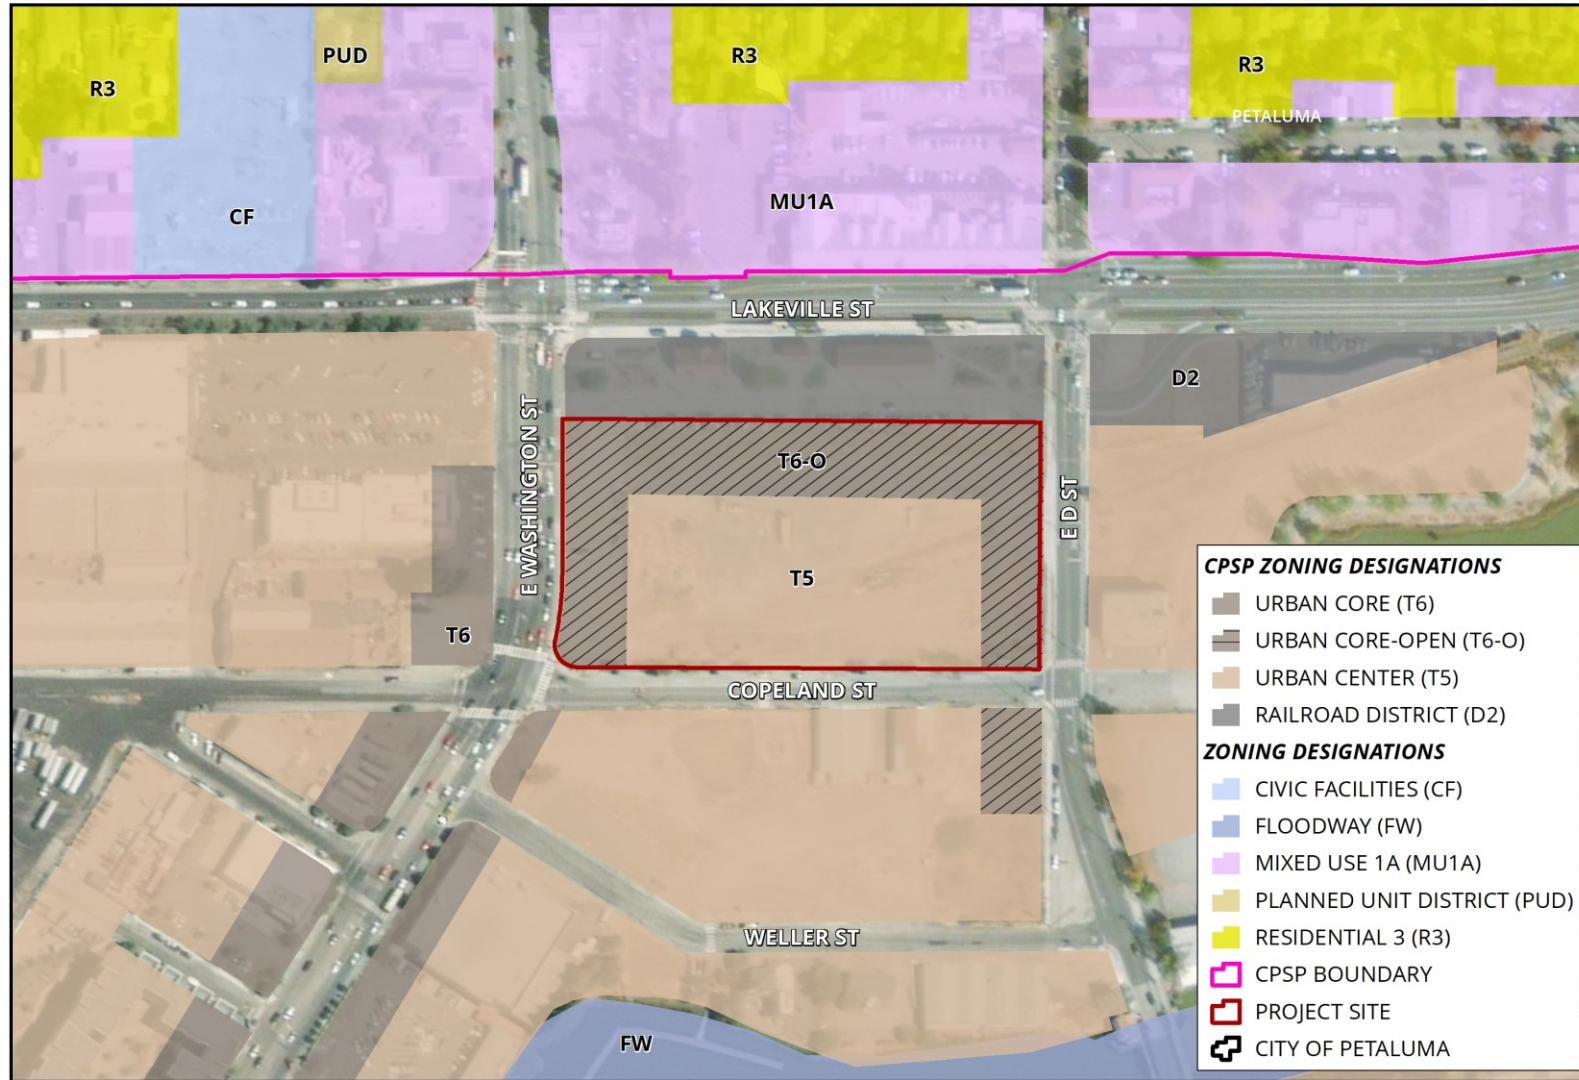 PUD
R3
R3
R3
PETALUMA
MU1A
CF
LAKEVILLE ST
D2
E WASHINGTON ST
T6-O
E D ST
T5
T6
COPELAND ST
WELLER ST
FW
CPSP ZONING DESIGNATIONS
URBAN CORE (T6)
URBAN CORE-OPEN (T6-O)
URBAN CENTER (T5)
RAILROAD DISTRICT (D2)
ZONING DESIGNATIONS
CIVIC FACILITIES (CF)
FLOODWAY (FW)
MIXED USE 1A (MU1A)
PLANNED UNIT DISTRICT (PUD)
RESIDENTIAL 3 (R3)
CPSP BOUNDARY
PROJECT SITE
CITY OF PETALUMA